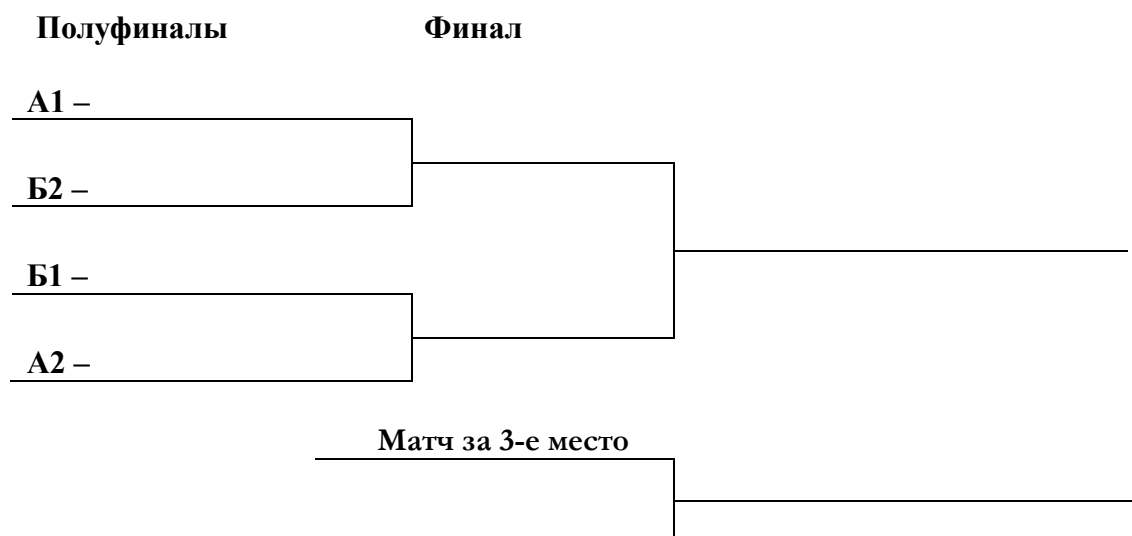 Полуфиналы Финал
А1 –
Б2 –
Б1 –
А2 –
Матч за 3-е место